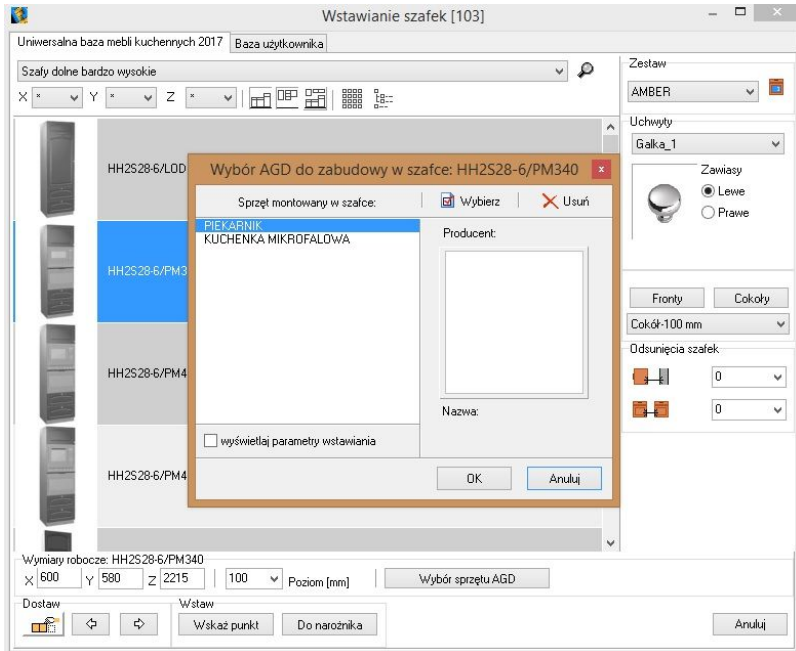 Wstawianie szafek [103]
Uniwersalna baza mebli kuchennych 2017 Baza użytkownika
Szafy dolne bardzo wysokie
X * Y * Z *
Zestaw
AMBER
Uchwyty
Gałka_1
Zawiasy
Lewe
Prawe
Fronty Cokoły
Cokół-100 mm
Odsunięcia szafek
0
0
HH2S28-6/LOD
HH2S28-6/PM3
HH2S28-6/PM4
HH2S28-6/PM4
Wybór AGD do zabudowy w szafce: HH2S28-6/PM340 x
Sprzęt montowany w szafce: Wybierz Usuń
PIEKARNIK
KUCHENKA MIKROFALOWA
Producent:
Nazwa:
wyświetlaj parametry wstawiania
OK Anuluj
Wymiary robocze: HH2S28-6/PM340
X 600 Y 580 Z 2215 100 Poziom [mm] Wybór sprzętu AGD
Dostaw Wstaw
Wskaż punkt Do narożnika Anuluj